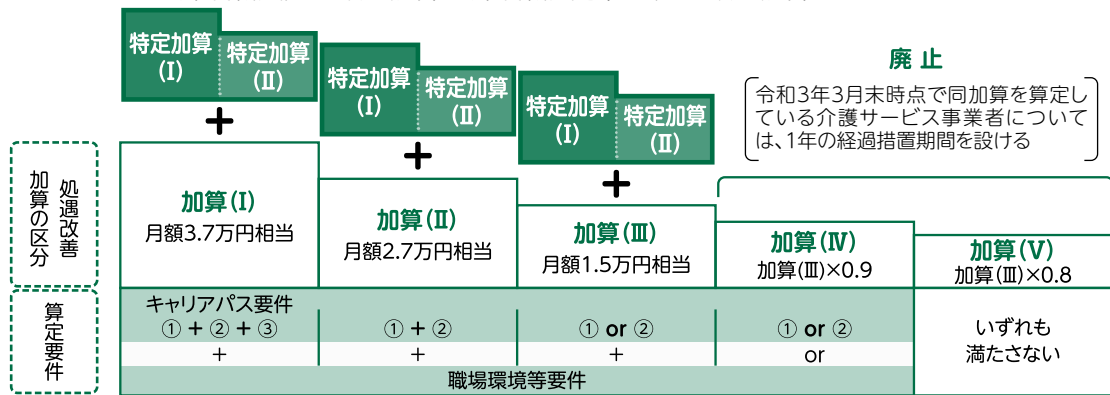 特定加算
(Ⅰ)
特定加算
(Ⅱ)
特定加算
(Ⅰ)
特定加算
(Ⅱ)
特定加算
(Ⅰ)
特定加算
(Ⅱ)
廃止
令和3年3月末時点で同加算を算定し
ている介護サービス事業者について
は、1年の経過措置期間を設ける
+
+
+
処遇改善
加算の区分
加算(Ⅰ)
月額3.7万円相当
加算(Ⅱ)
月額2.7万円相当
加算(Ⅲ)
月額1.5万円相当
加算(Ⅳ)
加算(Ⅲ)×0.9
加算(Ⅴ)
加算(Ⅲ)×0.8
算定要件
キャリアパス要件
①+②+③
①+②
① or ②
① or ②
+
+
+
or
職場環境等要件
いずれも
満たさない